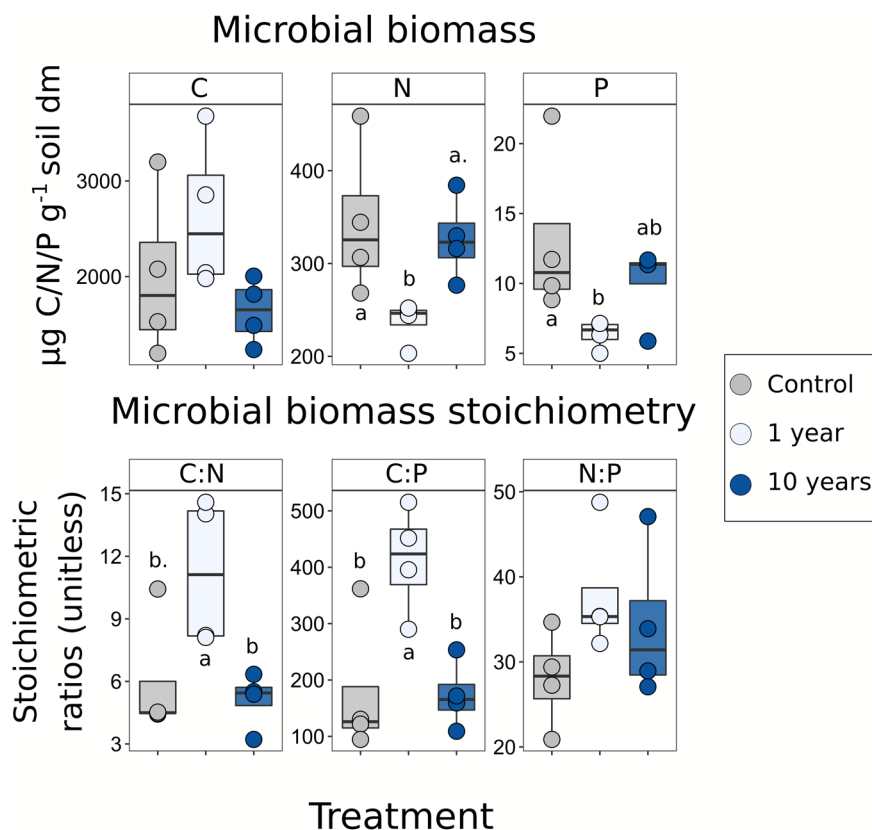 Microbial biomass
µg C/N/P g-1 soil dm
C
N
P
3000
2000
400
300
200
20
15
10
5
a
b
a.
a
b
ab
Control
1 year
10 years
Microbial biomass stoichiometry
Stoichiometric
ratios (unitless)
C:N
C:P
N:P
15
12
9
6
3
500
400
300
200
100
50
40
30
20
b.
a
b
b
a
b
Treatment